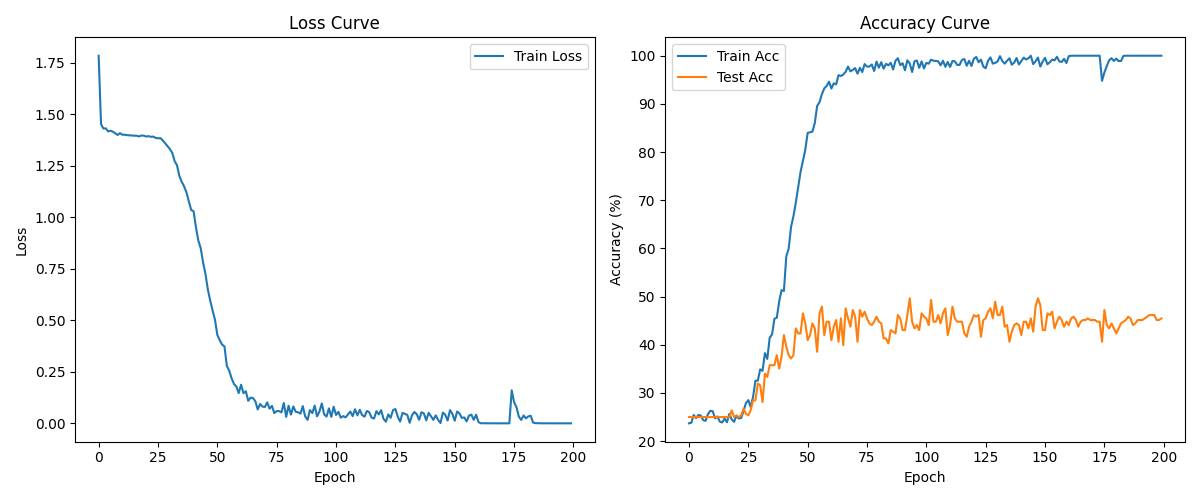 Loss Curve
Train Loss
Loss
1.75
1.50
1.25
1.00
0.75
0.50
0.25
0.00
0 25 50 75 100 125 150 175 200
Epoch
Accuracy Curve
Train Acc
Test Acc
Accuracy (%)
100
90
80
70
60
50
40
30
20
0 25 50 75 100 125 150 175 200
Epoch